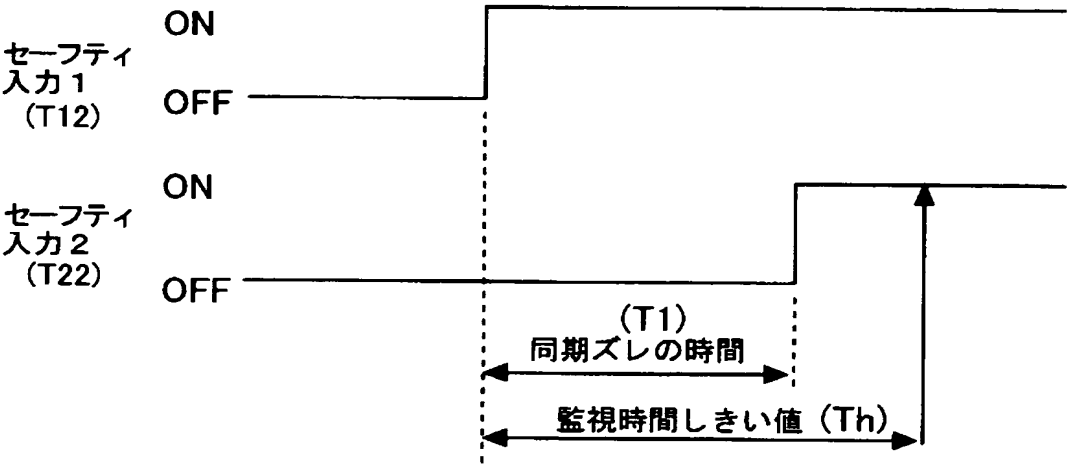 ON
セーフティ
入力1
(T12)
OFF
ON
セーフティ
入力2
(T22)
OFF
(T1)
同期ズレの時間
監視時間しきい値 (Th)